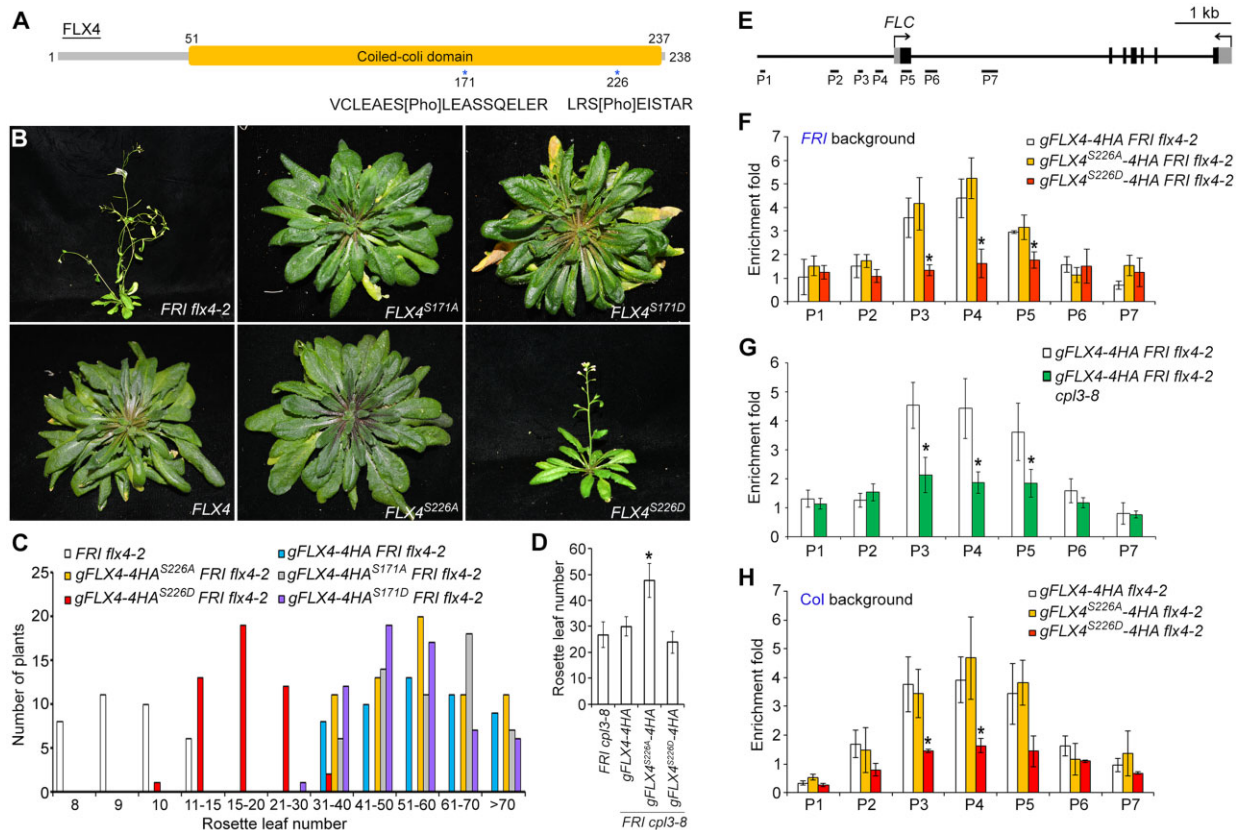 A
FLX4
51
237
1
Coiled-coli domain
238
*
*
171
226
VCLEAES[Pho]LEASSQELER
LRS[Pho]EISTAR
B
FRI flx4-2
FLX4S171A
FLX4S171D
FLX4
FLX4S226A
FLX4S226D
C
FRI flx4-2
gFLX4-4HA FRI flx4-2
gFLX4-4HAS226A FRI flx4-2
gFLX4-4HAS171A FRI flx4-2
gFLX4-4HAS226D FRI flx4-2
gFLX4-4HAS171D FRI flx4-2
Number of plants
25
20
15
10
5
0
8
9
10
11-15
15-20
21-30
31-40
41-50
51-60
61-70
>70
Rosette leaf number
D
Rosette leaf number
60
50
40
30
20
10
0
*
FRI cpl3-8
gFLX4-4HA
gFLX4S226A-4HA
gFLX4S226D-4HA
FRI cpl3-8
E
FLC
1 kb
P1
P2
P3
P4
P5
P6
P7
F
FRI background
gFLX4-4HA FRI flx4-2
gFLX4S226A-4HA FRI flx4-2
gFLX4S226D-4HA FRI flx4-2
Enrichment fold
7
6
5
4
3
2
1
0
*
*
*
P1
P2
P3
P4
P5
P6
P7
G
gFLX4-4HA FRI flx4-2
gFLX4-4HA FRI flx4-2
cpl3-8
Enrichment fold
7
6
5
4
3
2
1
0
*
*
*
P1
P2
P3
P4
P5
P6
P7
H
Col background
gFLX4-4HA flx4-2
gFLX4S226A-4HA flx4-2
gFLX4S226D-4HA flx4-2
Enrichment fold
7
6
5
4
3
2
1
0
*
*
P1
P2
P3
P4
P5
P6
P7